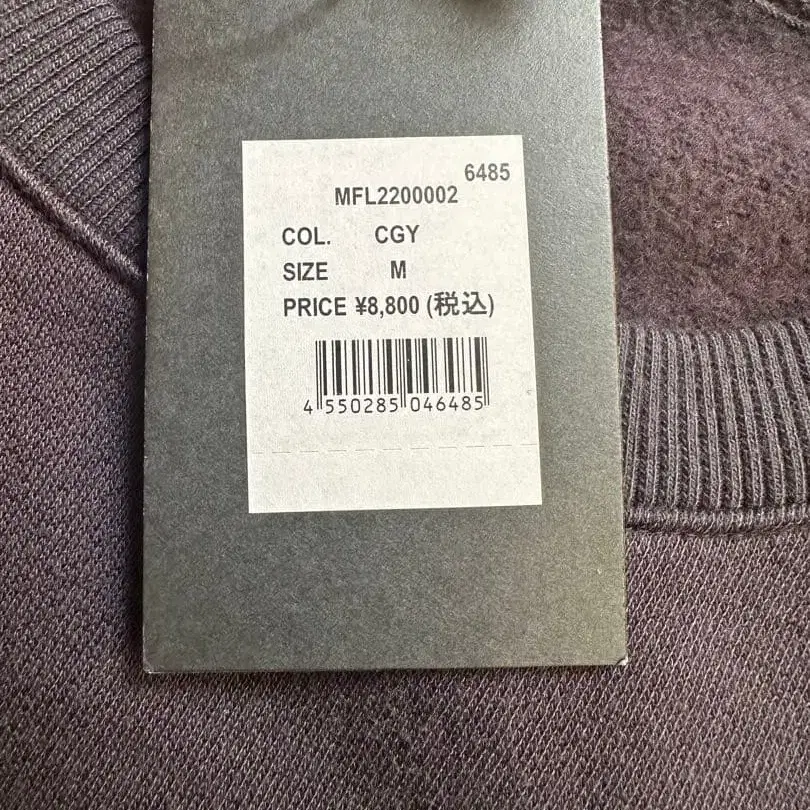 6485
MFL2200002
COL. CGY
SIZE M
PRICE ¥8,800 (税込)
4 550285 046485